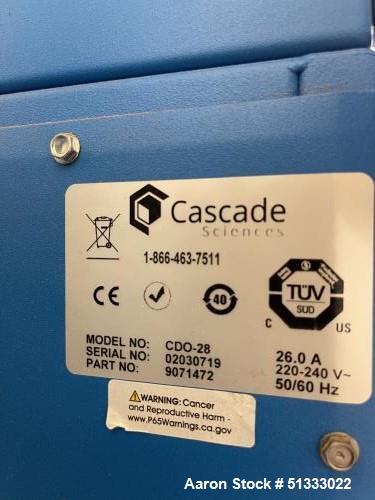 Cascade
Sciences
1-866-463-7511
CE
40
TÜV
SÜD
C US
MODEL NO: CDO-28
SERIAL NO: 02030719
PART NO: 9071472
26.0 A
220-240 V~
50/60 Hz
⚠WARNING: Cancer
and Reproductive Harm -
www.P65Warnings.ca.gov
Aaron Stock # 51333022